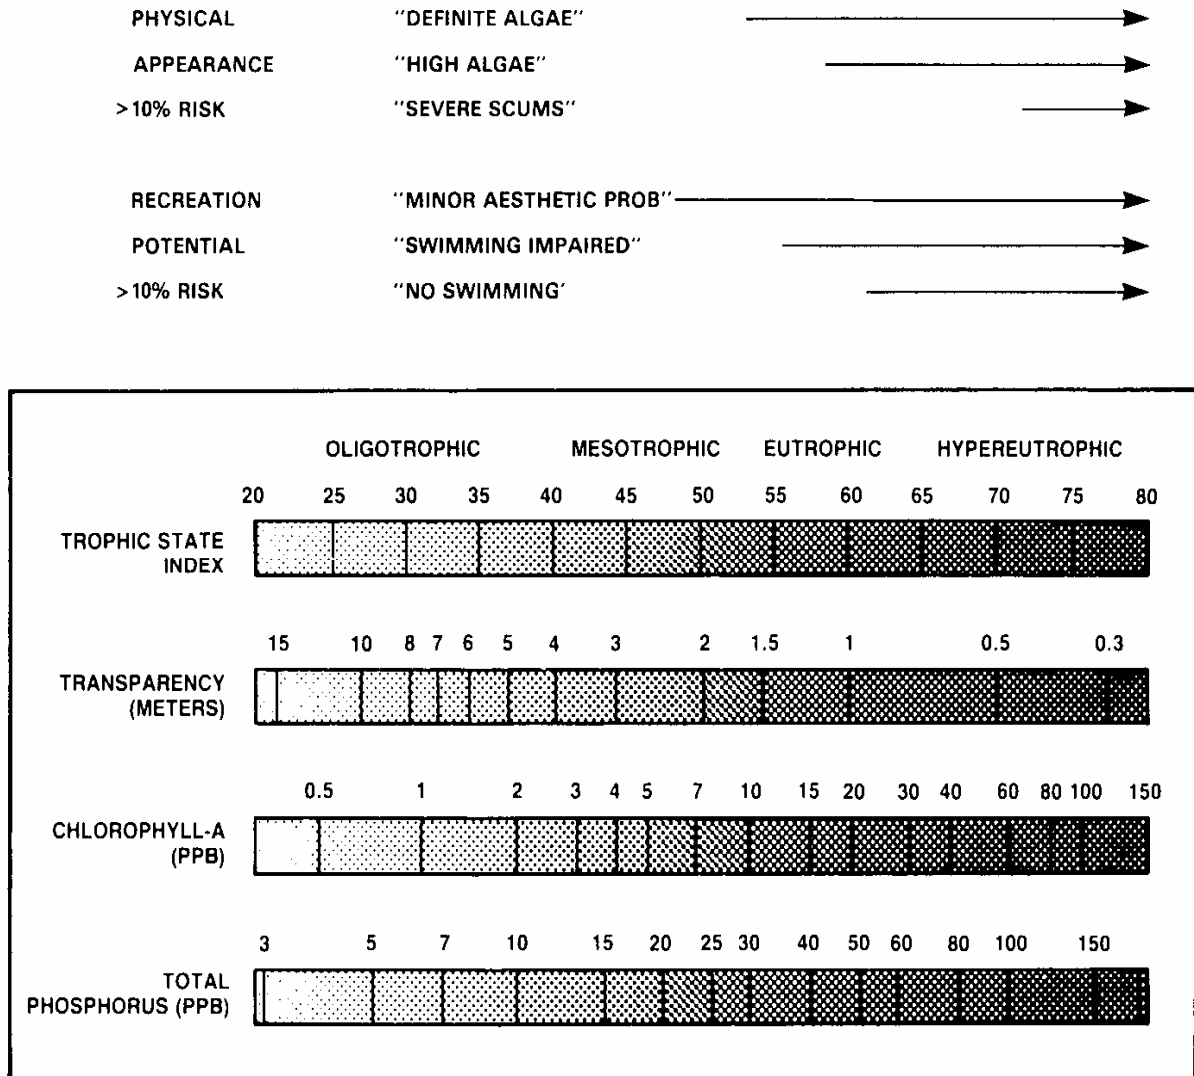 PHYSICAL "DEFINITE ALGAE"
APPEARANCE "HIGH ALGAE"
>10% RISK "SEVERE SCUMS"
RECREATION "MINOR AESTHETIC PROB"
POTENTIAL "SWIMMING IMPAIRED"
>10% RISK "NO SWIMMING'
OLIGOTROPHIC MESOTROPHIC EUTROPHIC HYPEREUTROPHIC
20 25 30 35 40 45 50 55 60 65 70 75 80
TROPHIC STATE
INDEX
15 10 8 7 6 5 4 3 2 1.5 1 0.5 0.3
TRANSPARENCY
(METERS)
0.5 1 2 3 4 5 7 10 15 20 30 40 60 80 100 150
CHLOROPHYLL-A
(PPB)
3 5 7 10 15 20 25 30 40 50 60 80 100 150
TOTAL
PHOSPHORUS (PPB)